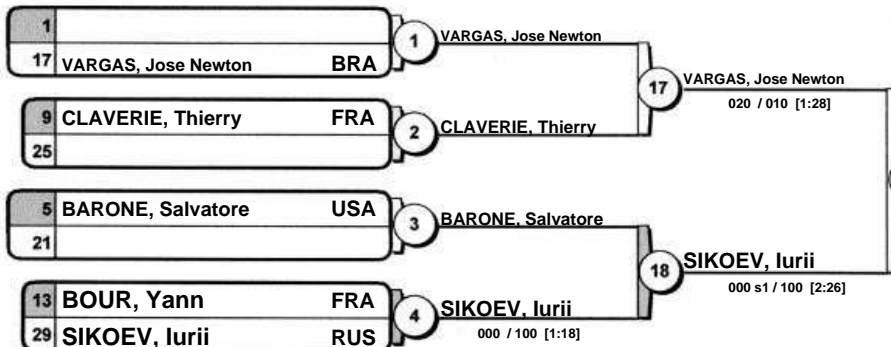 1
17 VARGAS, Jose Newton BRA
1
VARGAS, Jose Newton
9 CLAVERIE, Thierry FRA
25
2
CLAVERIE, Thierry
17
VARGAS, Jose Newton
020 / 010 [1:28]
5 BARONE, Salvatore USA
21
3
BARONE, Salvatore
13 BOUR, Yann FRA
29 SIKOEV, Iurii RUS
4
SIKOEV, Iurii
000 / 100 [1:18]
18
SIKOEV, Iurii
000 s1 / 100 [2:26]